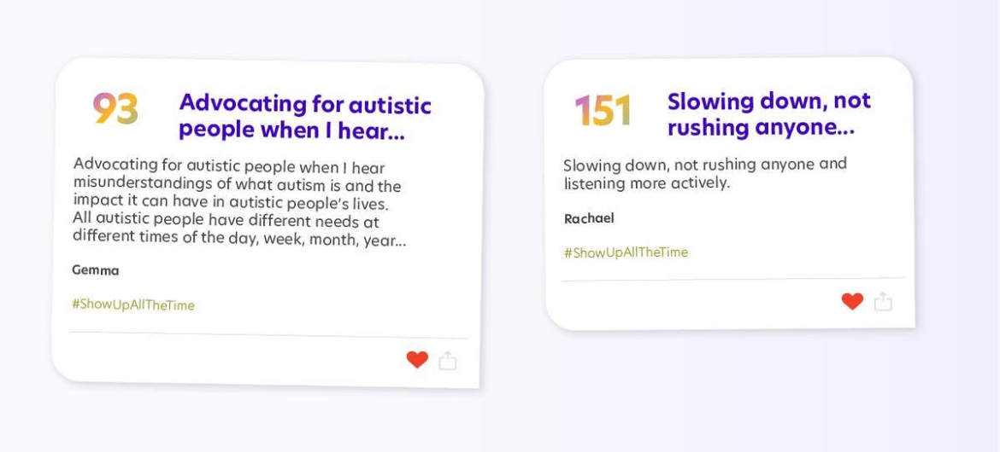 93
Advocating for autistic
people when I hear...
Advocating for autistic people when I hear
misunderstandings of what autism is and the
impact it can have in autistic people's lives.
All autistic people have different needs at
different times of the day, week, month, year...
Gemma
#ShowUpAllTheTime
151
Slowing down, not
rushing anyone...
Slowing down, not rushing anyone and
listening more actively.
Rachael
#ShowUpAllTheTime